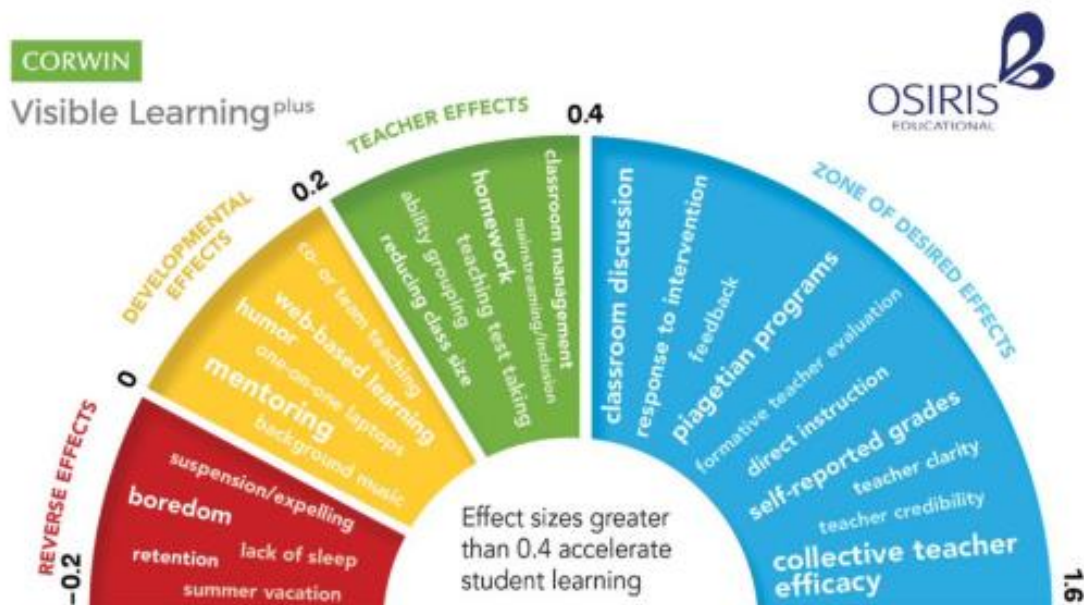 CORWIN
Visible Learning plus
OSIRIS
EDUCATIONAL
REVERSE EFFECTS
DEVELOPMENTAL
EFFECTS
TEACHER EFFECTS
ZONE OF DESIRED EFFECTS
-0.2
0
0.2
0.4
1.6
suspension/expelling
boredom
retention
lack of sleep
summer vacation
co- or team teaching
web-based learning
humor
one-on-one laptops
mentoring
background music
classroom management
mainstreaming/inclusion
homework
teaching test taking
ability grouping
reducing class size
classroom discussion
response to intervention
feedback
piagetian programs
formative teacher evaluation
direct instruction
self-reported grades
teacher clarity
teacher credibility
collective teacher
efficacy
Effect sizes greater
than 0.4 accelerate
student learning